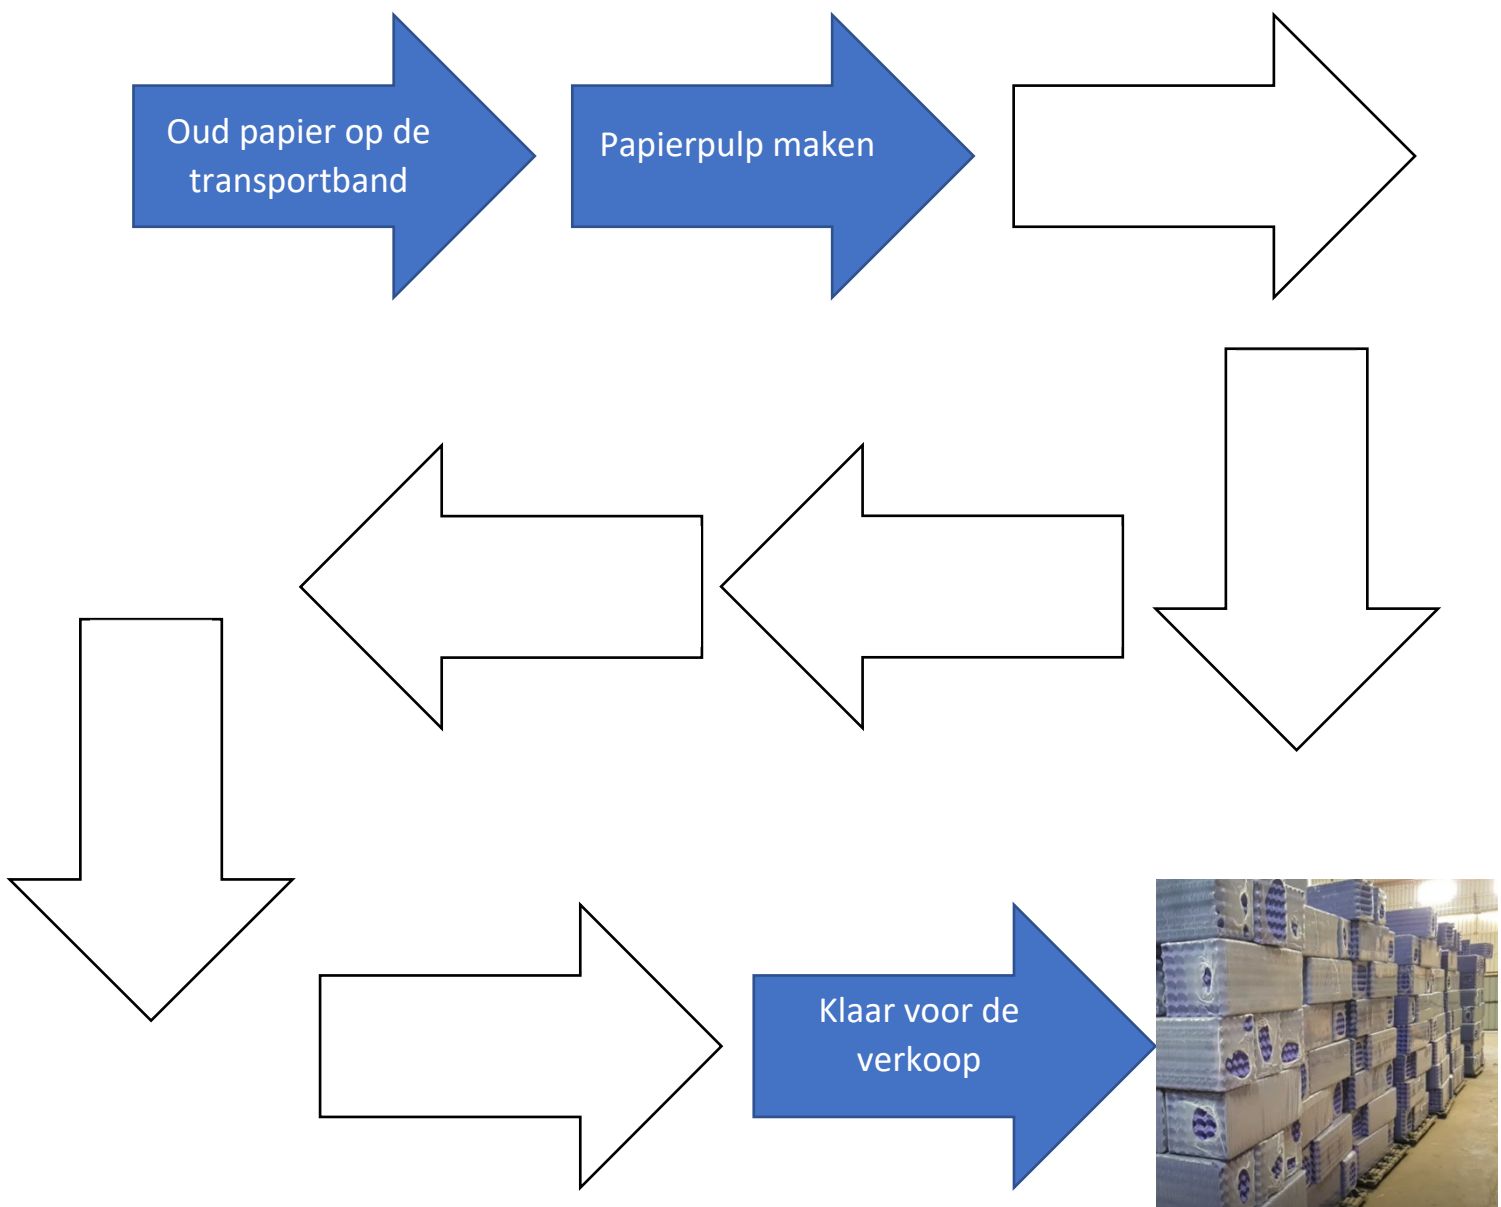 Oud papier op de
transportband
Papierpulp maken
Klaar voor de
verkoop